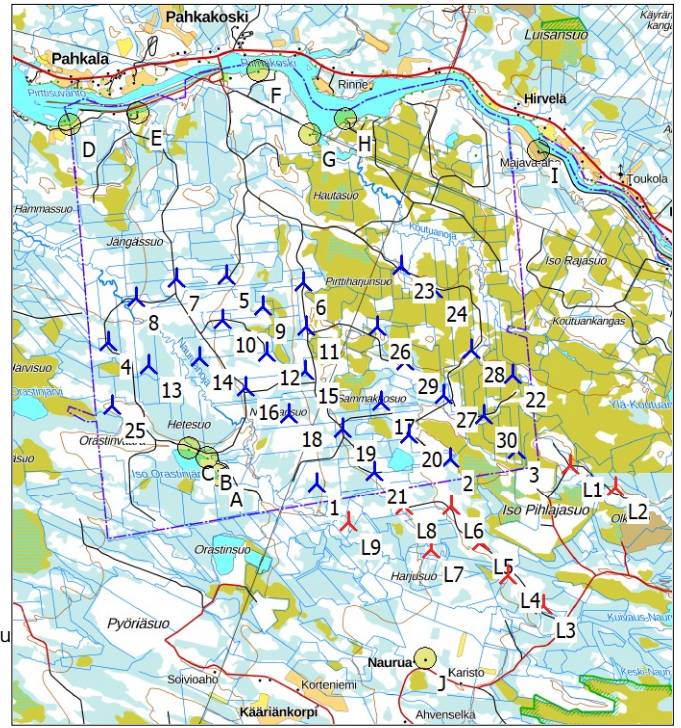 Pahkakoski
Luisansuo
Pahkala
Pirttisuvanto
F
Rinne
Hirvelä
D
E
G
H
Majava-aho
I
Toukola
Hammassuo
Hautasuo
Jängässuo
Koutuanoja
Iso Rajasuo
Pirttiharjunsuo
23
7
5
6
24
8
9
Koutuankangas
10
11
26
4
13
14
12
28
Orastinjärvi
15
29
22
16
Sammakkosuo
25
18
17
27
Hetesuo
30
19
20
3
Iso Orastinjärvi
C
B
A
2
L1
1
21
Iso Pihlajasuo
L2
L9
L8
L6
Orastinsuo
Harjusuo
L7
L5
L4
L3
Pyöriäsuo
u
Naurua
J
Karisto
Soivioaho
Korteniemi
Kääriänkorpi
Ahvenselkä